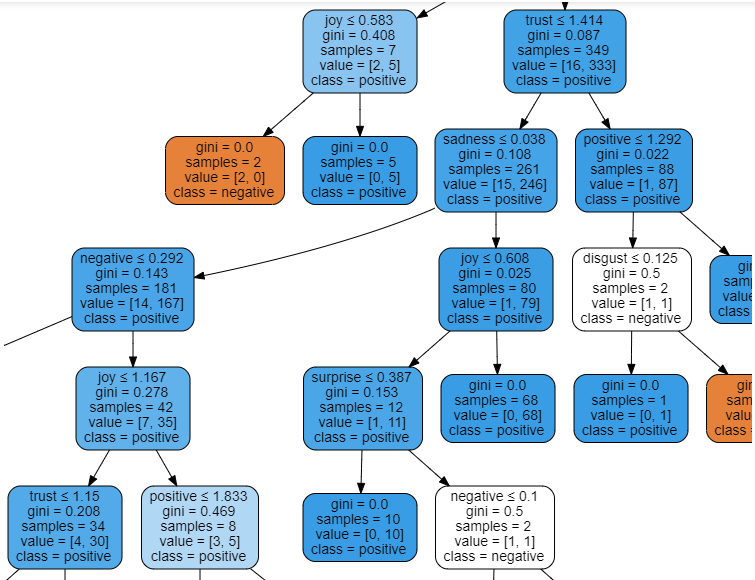 joy ≤ 0.583
gini = 0.408
samples = 7
value = [2, 5]
class = positive
trust ≤ 1.414
gini = 0.087
samples = 349
value = [16, 333]
class = positive
gini = 0.0
samples = 2
value = [2, 0]
class = negative
gini = 0.0
samples = 5
value = [0, 5]
class = positive
sadness ≤ 0.038
gini = 0.108
samples = 261
value = [15, 246]
class = positive
positive ≤ 1.292
gini = 0.022
samples = 88
value = [1, 87]
class = positive
negative ≤ 0.292
gini = 0.143
samples = 181
value = [14, 167]
class = positive
joy ≤ 0.608
gini = 0.025
samples = 80
value = [1, 79]
class = positive
disgust ≤ 0.125
gini = 0.5
samples = 2
value = [1, 1]
class = negative
gi
sam
value
class
joy ≤ 1.167
gini = 0.278
samples = 42
value = [7, 35]
class = positive
surprise ≤ 0.387
gini = 0.153
samples = 12
value = [1, 11]
class = positive
gini = 0.0
samples = 68
value = [0, 68]
class = positive
gini = 0.0
samples = 1
value = [0, 1]
class = positive
gi
sam
valu
class
trust ≤ 1.15
gini = 0.208
samples = 34
value = [4, 30]
class = positive
positive ≤ 1.833
gini = 0.469
samples = 8
value = [3, 5]
class = positive
gini = 0.0
samples = 10
value = [0, 10]
class = positive
negative ≤ 0.1
gini = 0.5
samples = 2
value = [1, 1]
class = negative